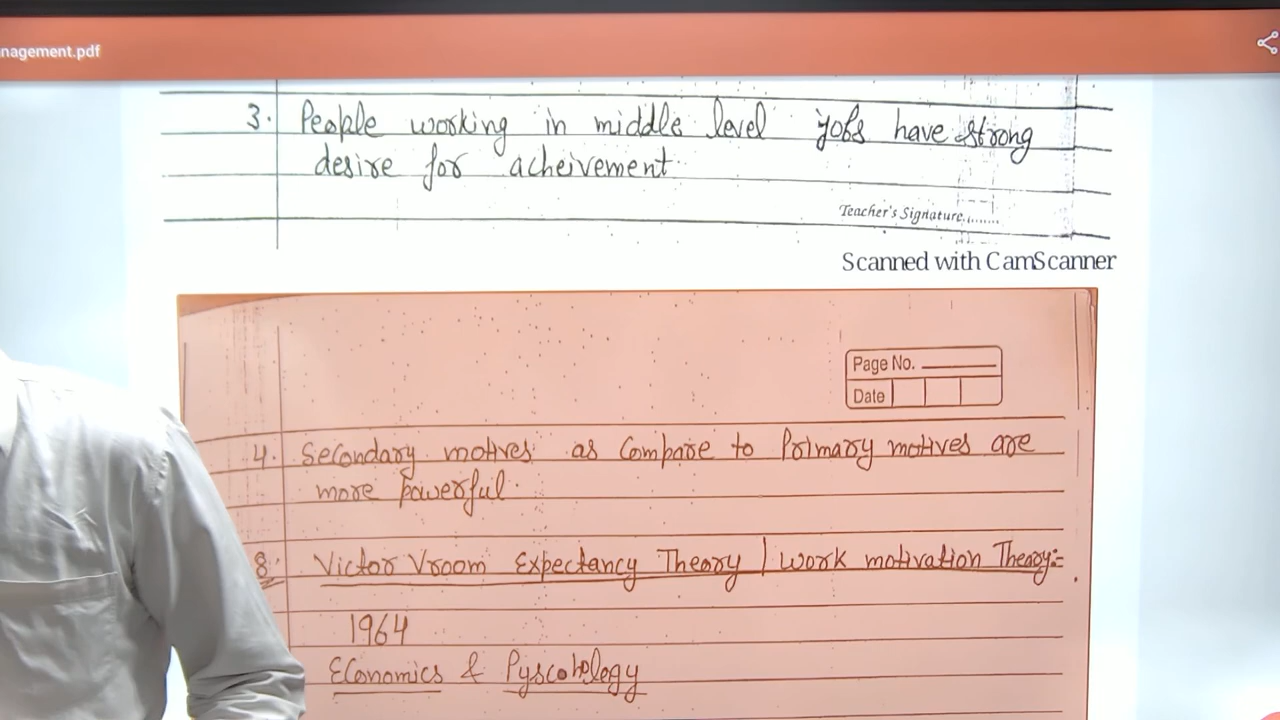 nagement.pdf
3. People working in middle level jobs have strong
desire for acheivement.
Teacher's Signature.........
Scanned with CamScanner
Page No.
Date
4. Secondary motives as Compare to Primary motives are
more powerful.
8. Victor Vroom Expectancy Theory | Work motivation Theory:-
1964
Economics & Pyscohology